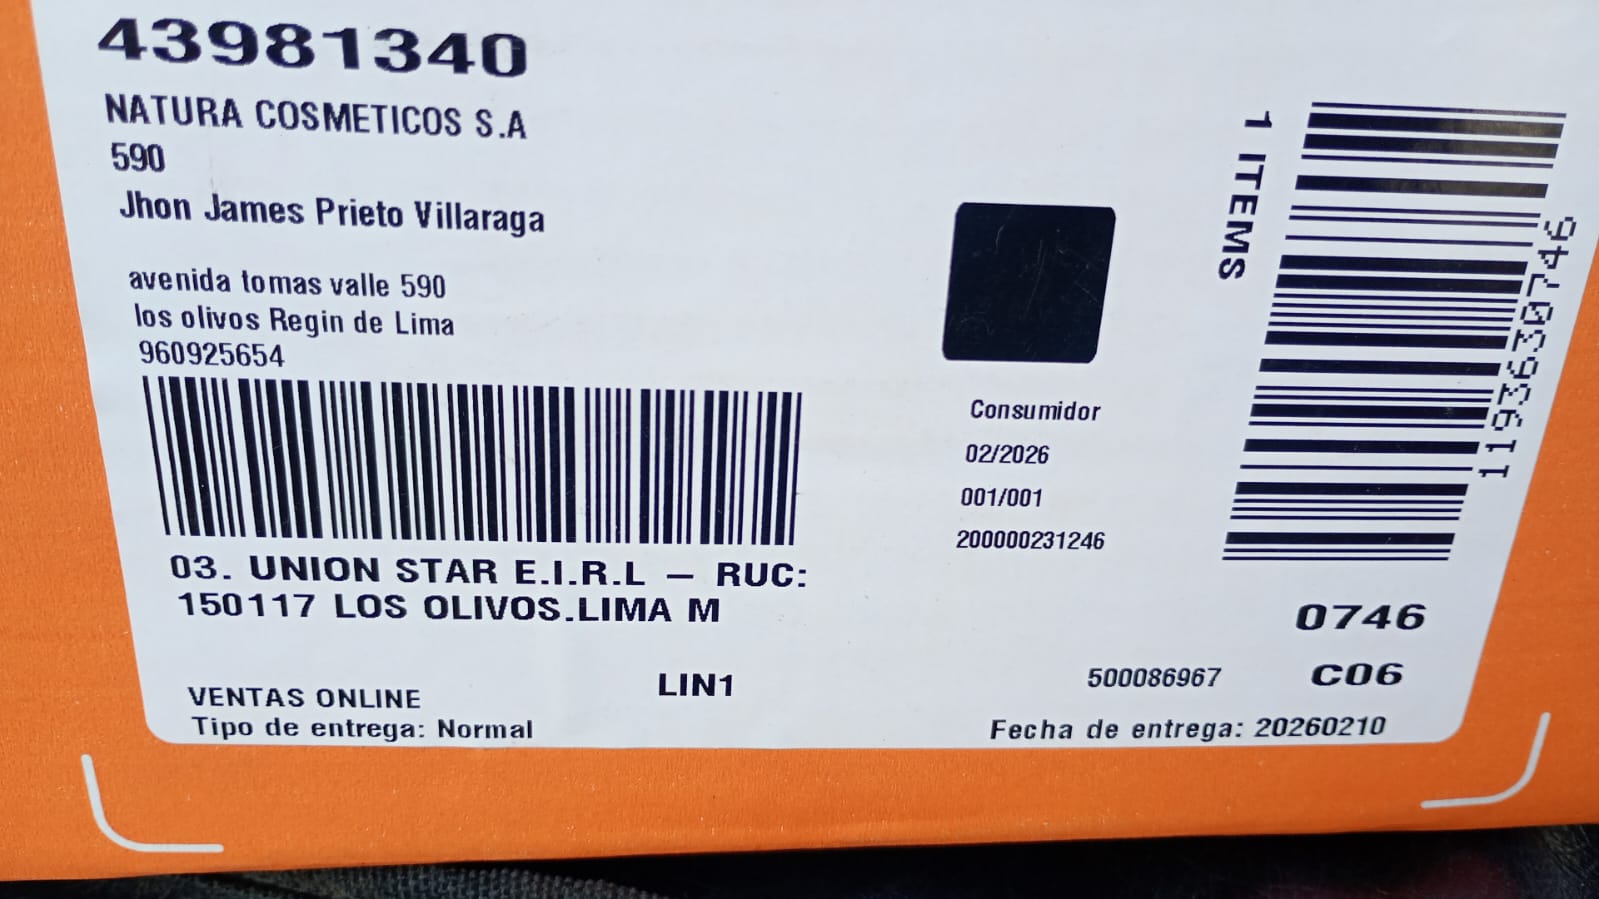 43981340
NATURA COSMETICOS S.A
590
Jhon James Prieto Villaraga
avenida tomas valle 590
los olivos Regin de Lima
960925654
03. UNION STAR E.I.R.L – RUC:
150117 LOS OLIVOS.LIMA M
VENTAS ONLINE
Tipo de entrega: Normal
LIN1
Consumidor
02/2026
001/001
200000231246
1 ITEMS
0746
500086967
C06
Fecha de entrega: 20260210